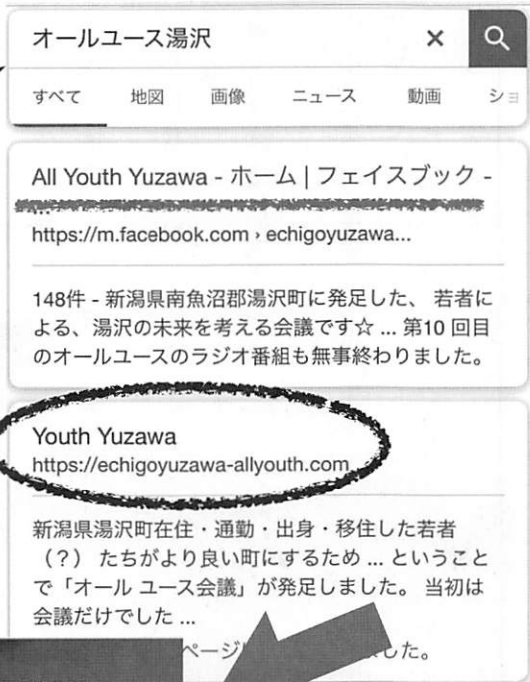 オールユース湯沢 ×
すべて 地図 画像 ニュース 動画 ショ
All Youth Yuzawa - ホーム | フェイスブック -
...
https://m.facebook.com › echigoyuzawa...
148件 - 新潟県南魚沼郡湯沢町に発足した、 若者に
よる、湯沢の未来を考える会議です☆ ... 第10 回目
のオールユースのラジオ番組も無事終わりました。
Youth Yuzawa
https://echigoyuzawa-allyouth.com
新潟県湯沢町在住・通勤・出身・移住した若者
（？） たちがより良い町にするため ... ということ
で「オール ユース会議」が発足しました。 当初は
会議だけでした ...
ページ した。